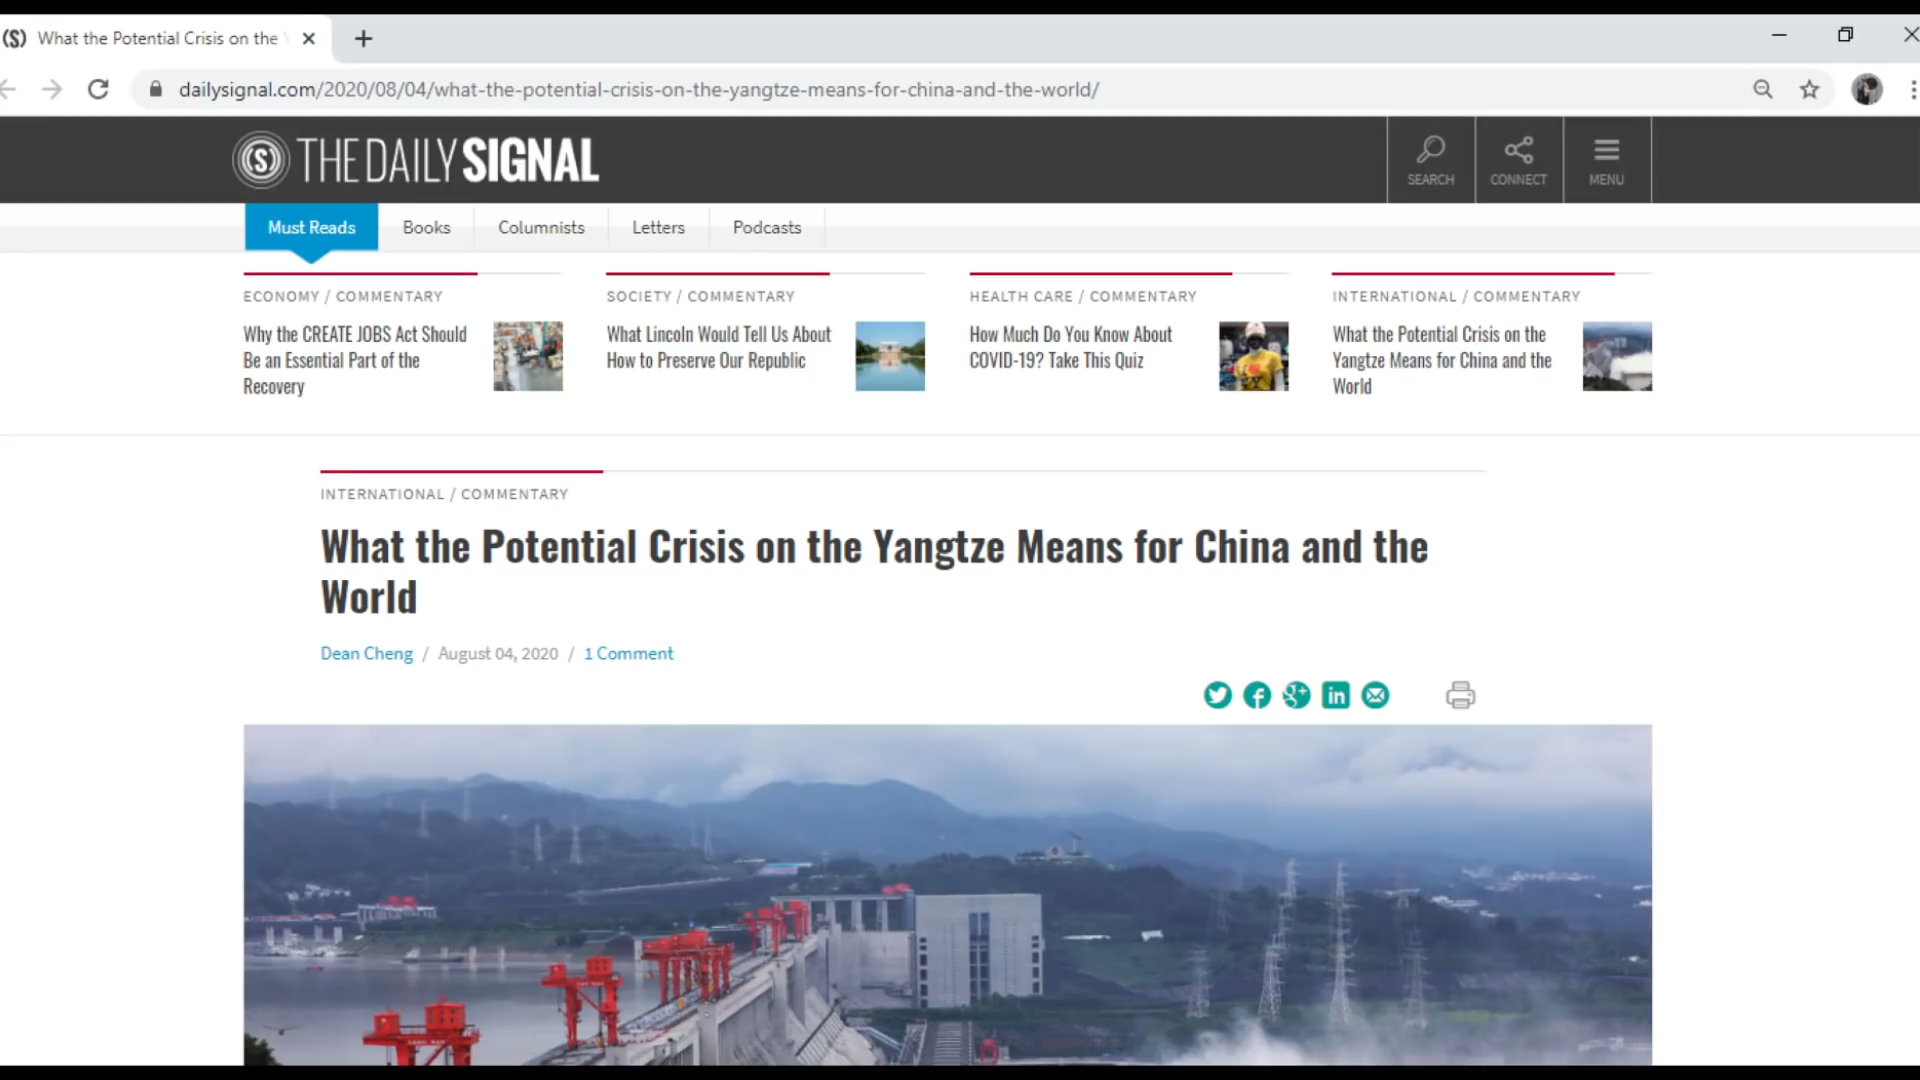 What the Potential Crisis on the
dailysignal.com/2020/08/04/what-the-potential-crisis-on-the-yangtze-means-for-china-and-the-world/
(S) THE DAILY SIGNAL
SEARCH
CONNECT
MENU
Must Reads
Books
Columnists
Letters
Podcasts
ECONOMY / COMMENTARY
Why the CREATE JOBS Act Should
Be an Essential Part of the
Recovery
SOCIETY / COMMENTARY
What Lincoln Would Tell Us About
How to Preserve Our Republic
HEALTH CARE / COMMENTARY
How Much Do You Know About
COVID-19? Take This Quiz
INTERNATIONAL / COMMENTARY
What the Potential Crisis on the
Yangtze Means for China and the
World
INTERNATIONAL / COMMENTARY
What the Potential Crisis on the Yangtze Means for China and the
World
Dean Cheng / August 04, 2020 / 1 Comment